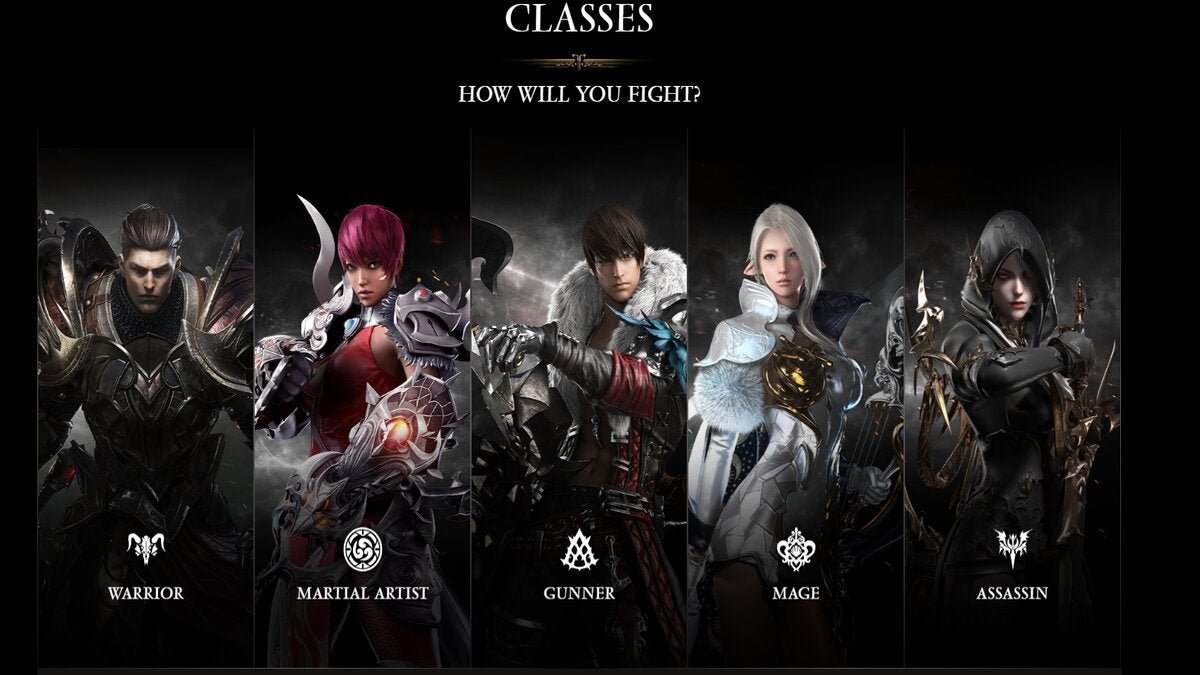 CLASSES
HOW WILL YOU FIGHT?
WARRIOR
MARTIAL ARTIST
GUNNER
MAGE
ASSASSIN